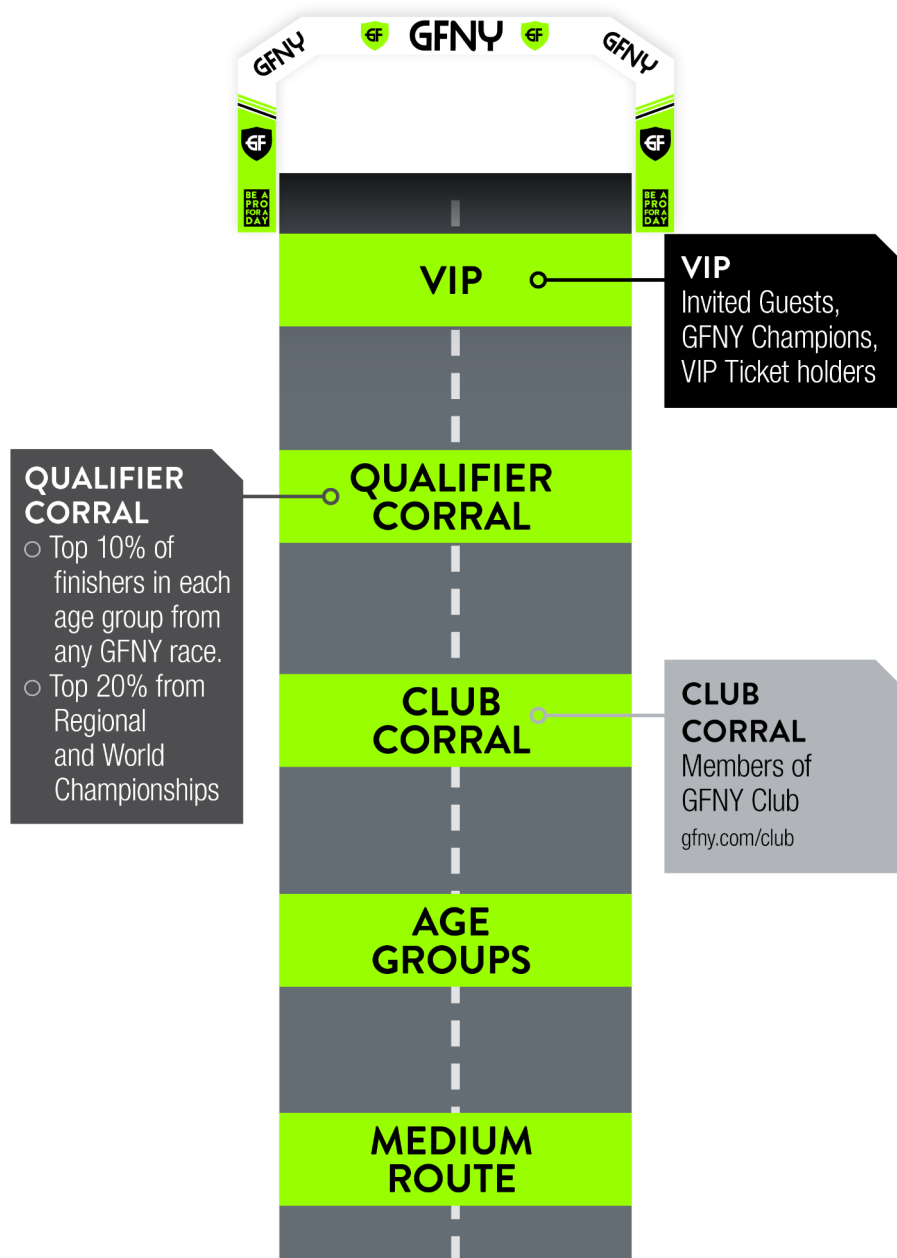 GFNY
GF
GFNY
GF
GFNY
GF
GF
BE A
PRO
FOR A
DAY
BE A
PRO
FOR A
DAY
VIP
VIP
Invited Guests,
GFNY Champions,
VIP Ticket holders
QUALIFIER
CORRAL
QUALIFIER
CORRAL
Top 10% of
finishers in each
age group from
any GFNY race.
Top 20% from
Regional
and World
Championships
CLUB
CORRAL
CLUB
CORRAL
Members of
GFNY Club
gfny.com/club
AGE
GROUPS
MEDIUM
ROUTE